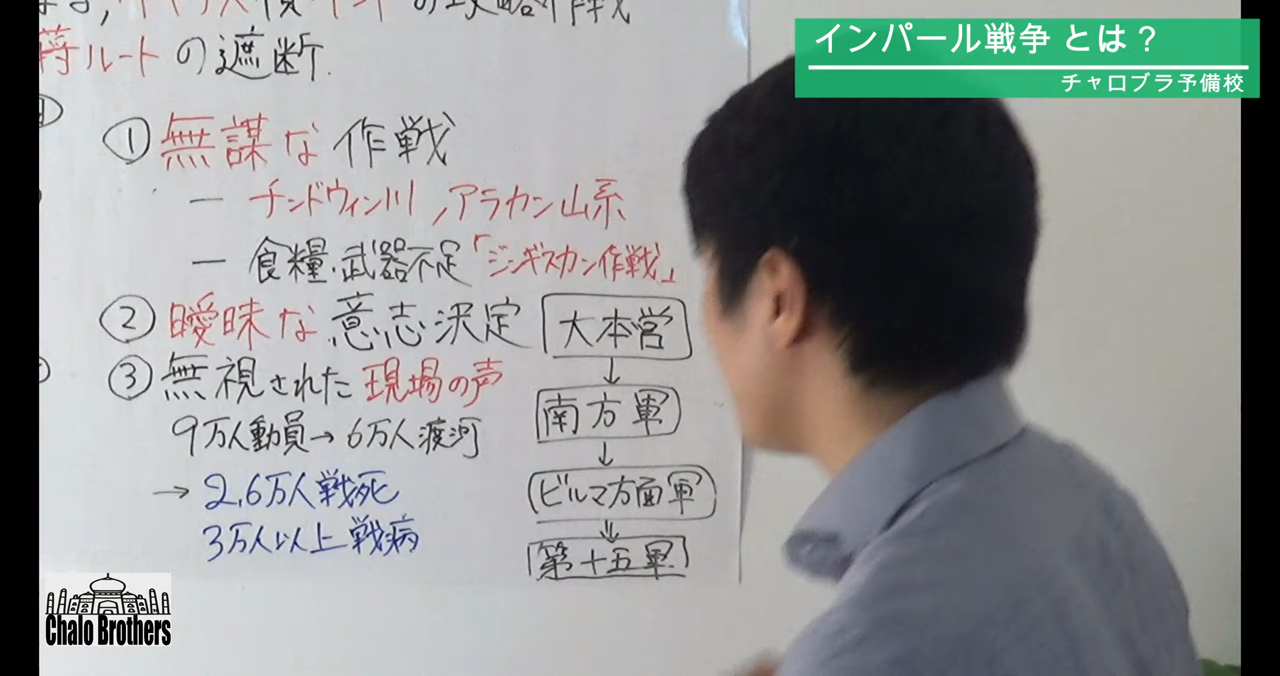 インパール戦争 とは？
チャロブラ予備校
の攻略作戦
蒋ルートの遮断
① 無謀な作戦
― チンドウィン川,アラカン山系
― 食糧・武器不足「ジンギスカン作戦」
② 曖昧な意志決定
③ 無視された現場の声
9万人動員→6万人渡河
→ 2,6万人戦死
3万人以上戦病
大本営
↓
南方軍
↓
ビルマ方面軍
↓
第十五軍
Chalo Brothers